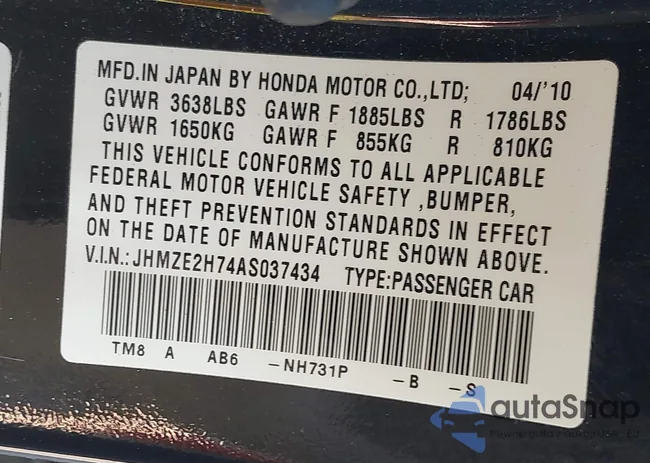 MFD.IN JAPAN BY HONDA MOTOR CO.,LTD; 04/'10
GVWR 3638LBS GAWR F 1885LBS R 1786LBS
GVWR 1650KG GAWR F 855KG R 810KG
THIS VEHICLE CONFORMS TO ALL APPLICABLE
FEDERAL MOTOR VEHICLE SAFETY ,BUMPER,
AND THEFT PREVENTION STANDARDS IN EFFECT
ON THE DATE OF MANUFACTURE SHOWN ABOVE.
V.I.N.: JHMZE2H74AS037434 TYPE:PASSENGER CAR
TM8 A AB6 -NH731P -B -S
autaSnap